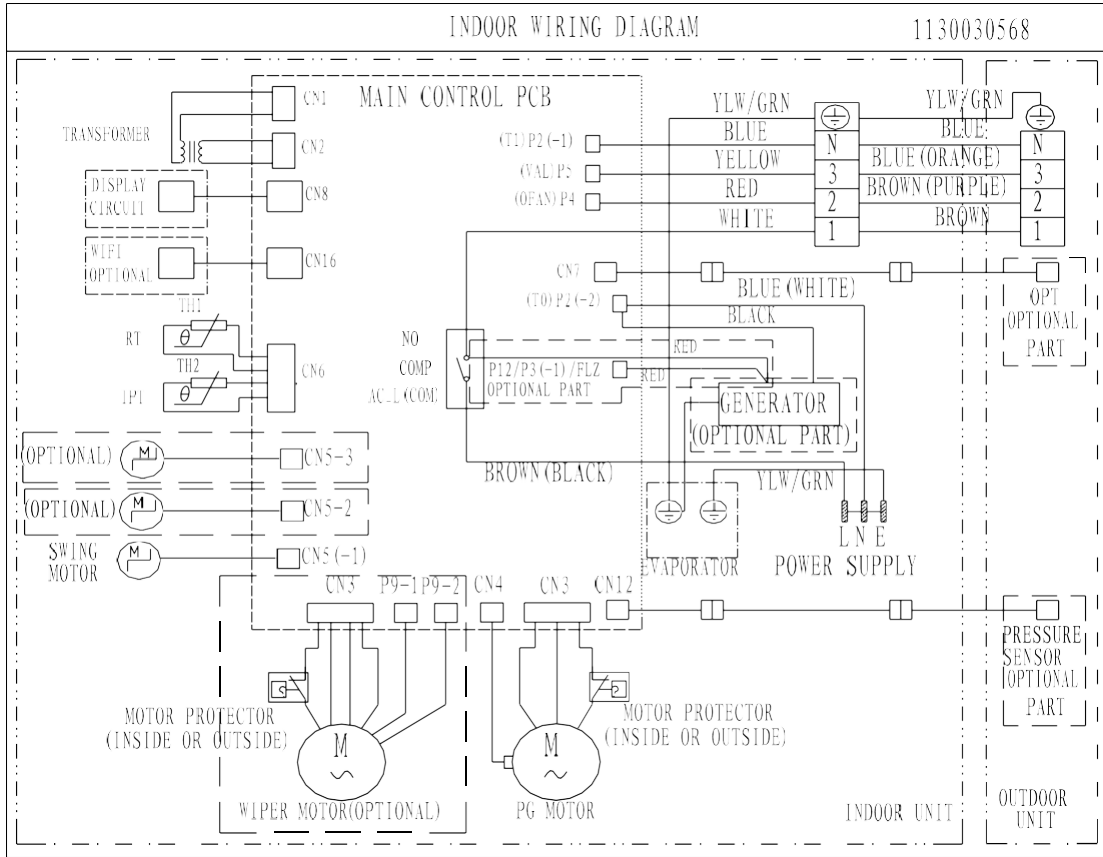 INDOOR WIRING DIAGRAM
1130030568
MAIN CONTROL PCB
CN1
TRANSFORMER
CN2
DISPLAY
CIRCUIT
CN8
WIFI
OPTIONAL
CN16
TH1
RT
θ
TH2
CN6
θ
(OPTIONAL)
M
CN5-3
(OPTIONAL)
M
CN5-2
SWING
MOTOR
M
CN5(-1)
(T1)P2(-1)
(VAL)P5
(OFAN)P4
YLW/GRN
BLUE
YELLOW
RED
WHITE
N
3
2
1
YLW/GRN
BLUE
BLUE(ORANGE)
BROWN(PURPLE)
BROWN
N
3
2
1
CN7
BLUE(WHITE)
(T0)P2(-2)
BLACK
OPT
OPTIONAL
PART
NO
COMP
RED
P12/P3(-1)/FLZ
OPTIONAL PART
RED
GENERATOR
(OPTIONAL PART)
BROWN(BLACK)
YLW/GRN
EVAPORATOR
L N E
POWER SUPPLY
CN3
P9-1
P9-2
CN4
CN3
CN12
PRESSURE
SENSOR
OPTIONAL
PART
MOTOR PROTECTOR
(INSIDE OR OUTSIDE)
M
WIPER MOTOR(OPTIONAL)
M
PG MOTOR
MOTOR PROTECTOR
(INSIDE OR OUTSIDE)
INDOOR UNIT
OUTDOOR
UNIT